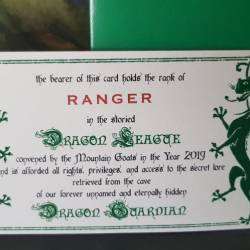 the bearer of this card holds the rank of
RANGER
in the storied
Dragon League
convened by the Mountain Goats in the Year 2019
and is afforded all rights, privileges, and access to the secret lore
retrieved from the cave
of our forever unnamed and eternally hidden
Dragon Guardian